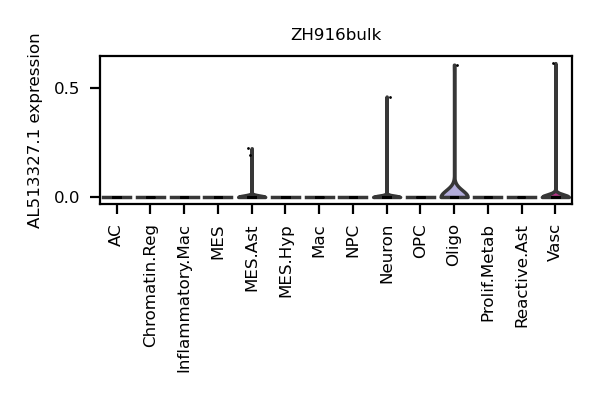 ZH916bulk
AL513327.1 expression
0.5
0.0
AC
Chromatin.Reg
Inflammatory.Mac
MES
MES.Ast
MES.Hyp
Mac
NPC
Neuron
OPC
Oligo
Prolif.Metab
Reactive.Ast
Vasc